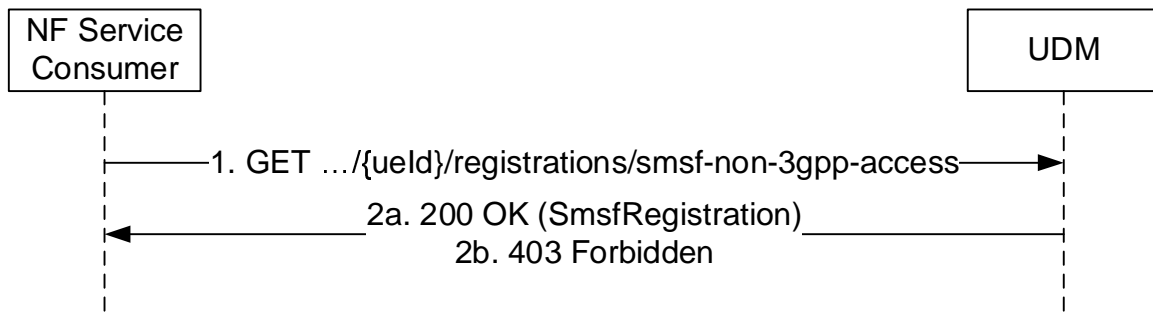 NF Service
Consumer
UDM
1. GET …/{ueId}/registrations/smsf-non-3gpp-access
2a. 200 OK (SmsfRegistration)
2b. 403 Forbidden